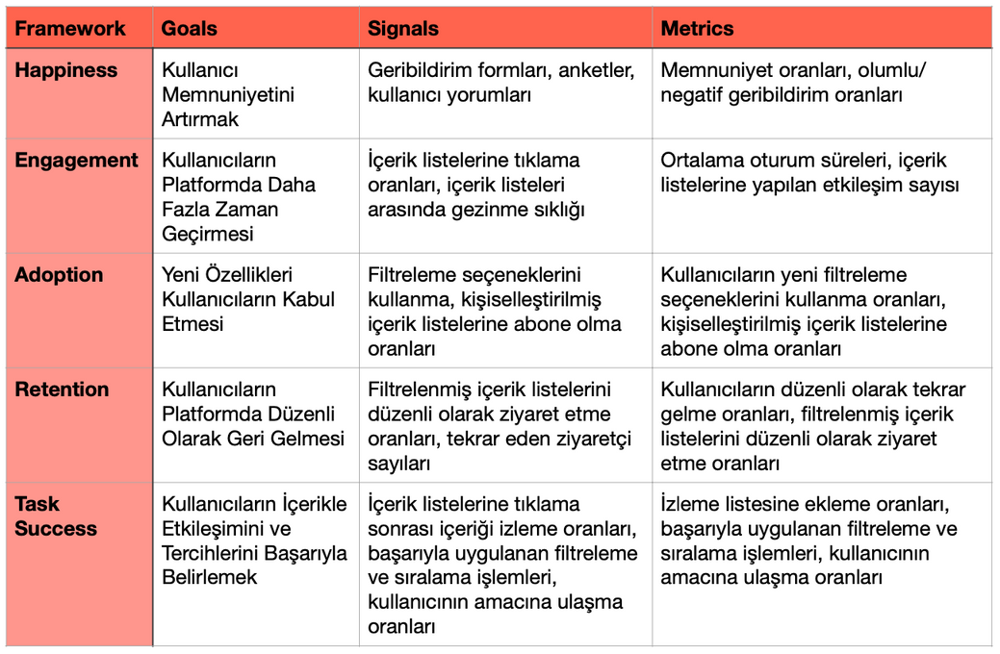 Framework Goals Signals Metrics
Happiness
Kullanıcı
Memnuniyetini
Artırmak
Geribildirim formları, anketler,
kullanıcı yorumları
Memnuniyet oranları, olumlu/
negatif geribildirim oranları
Engagement
Kullanıcıların
Platformda Daha
Fazla Zaman
Geçirmesi
İçerik listelerine tıklama
oranları, içerik listeleri
arasında gezinme sıklığı
Ortalama oturum süreleri, içerik
listelerine yapılan etkileşim sayısı
Adoption
Yeni Özellikleri
Kullanıcıların Kabul
Etmesi
Filtreleme seçeneklerini
kullanma, kişiselleştirilmiş
içerik listelerine abone olma
oranları
Kullanıcıların yeni filtreleme
seçeneklerini kullanma oranları,
kişiselleştirilmiş içerik listelerine
abone olma oranları
Retention
Kullanıcıların
Platformda Düzenli
Olarak Geri Gelmesi
Filtrelenmiş içerik listelerini
düzenli olarak ziyaret etme
oranları, tekrar eden ziyaretçi
sayıları
Kullanıcıların düzenli olarak tekrar
gelme oranları, filtrelenmiş içerik
listelerini düzenli olarak ziyaret
etme oranları
Task
Success
Kullanıcıların İçerikle
Etkileşimini ve
Tercihlerini Başarıyla
Belirlemek
İçerik listelerine tıklama
sonrası içeriği izleme oranları,
başarıyla uygulanan filtreleme
ve sıralama işlemleri,
kullanıcının amacına ulaşma
oranları
İzleme listesine ekleme oranları,
başarıyla uygulanan filtreleme ve
sıralama işlemleri, kullanıcının
amacına ulaşma oranları